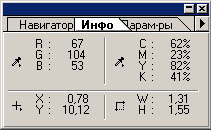 Навигатор Инфо Парам-ры
R : 67 C : 62%
G : 104 M : 23%
B : 53 Y : 82%
K : 41%
X : 0,78 W : 1,31
Y : 10,12 H : 1,55